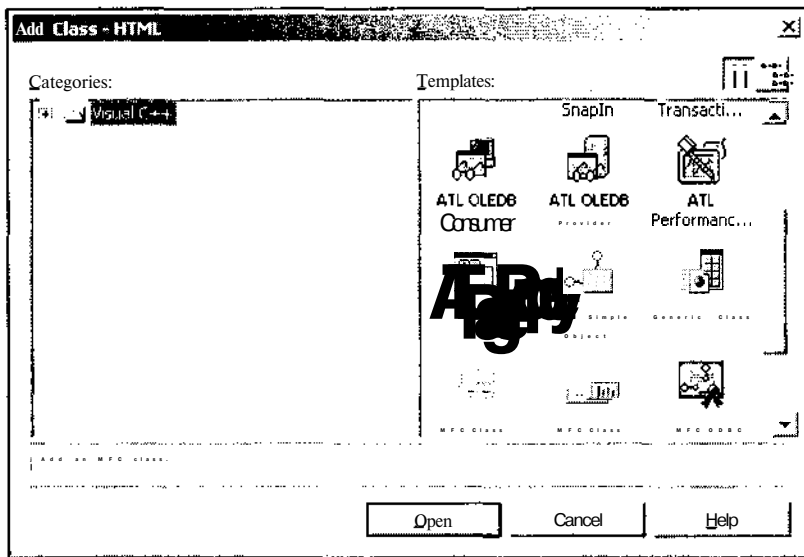 Add Class - HTML
Categories:
Templates:
Visual C++
SnapIn
Transacti...
ATL OLEDB
Consumer
ATL OLEDB
Provider
ATL
Performanc...
Simple
Object
Generic Class
MFC Class
MFC Class
MFC ODBC
Add an MFC class.
Open
Cancel
Help